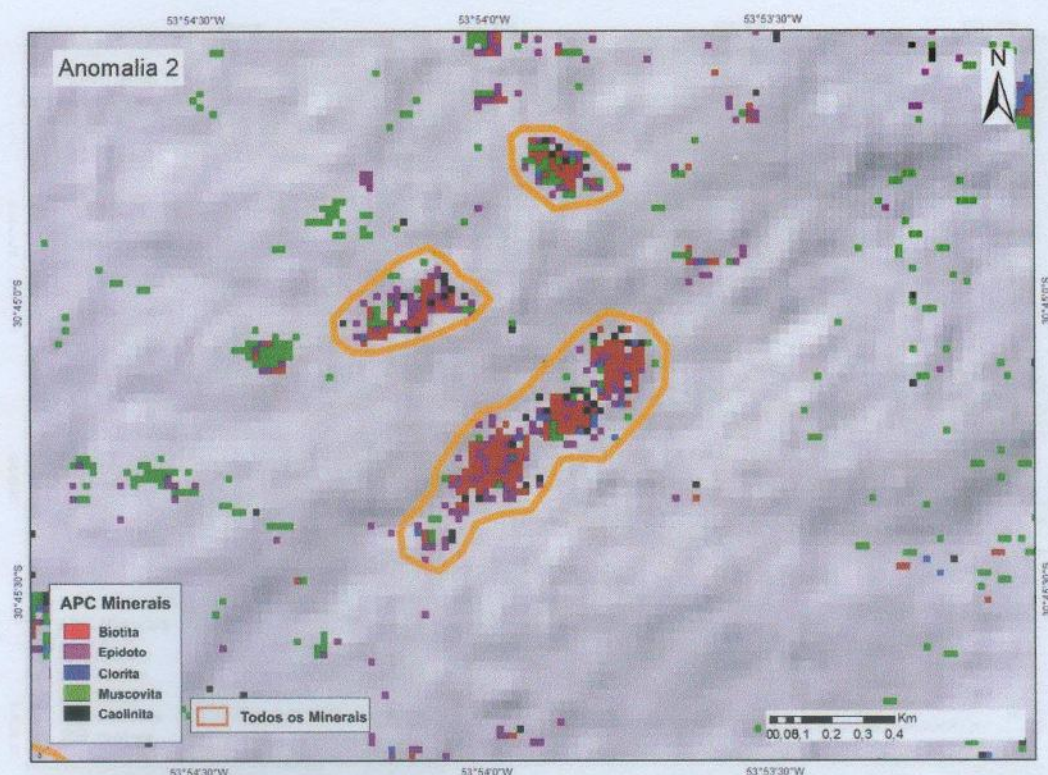 53°54'30"W 53°54'0"W 53°53'30"W
Anomalia 2
N
30°45'0"S 30°45'0"S
30°45'30"S 30°45'30"S
APC Minerais
Biotita
Epidoto
Clorita
Muscovita
Caolinita
Todos os Minerais
Km
0 0,05 0,1 0,2 0,3 0,4
53°54'30"W 53°54'0"W 53°53'30"W